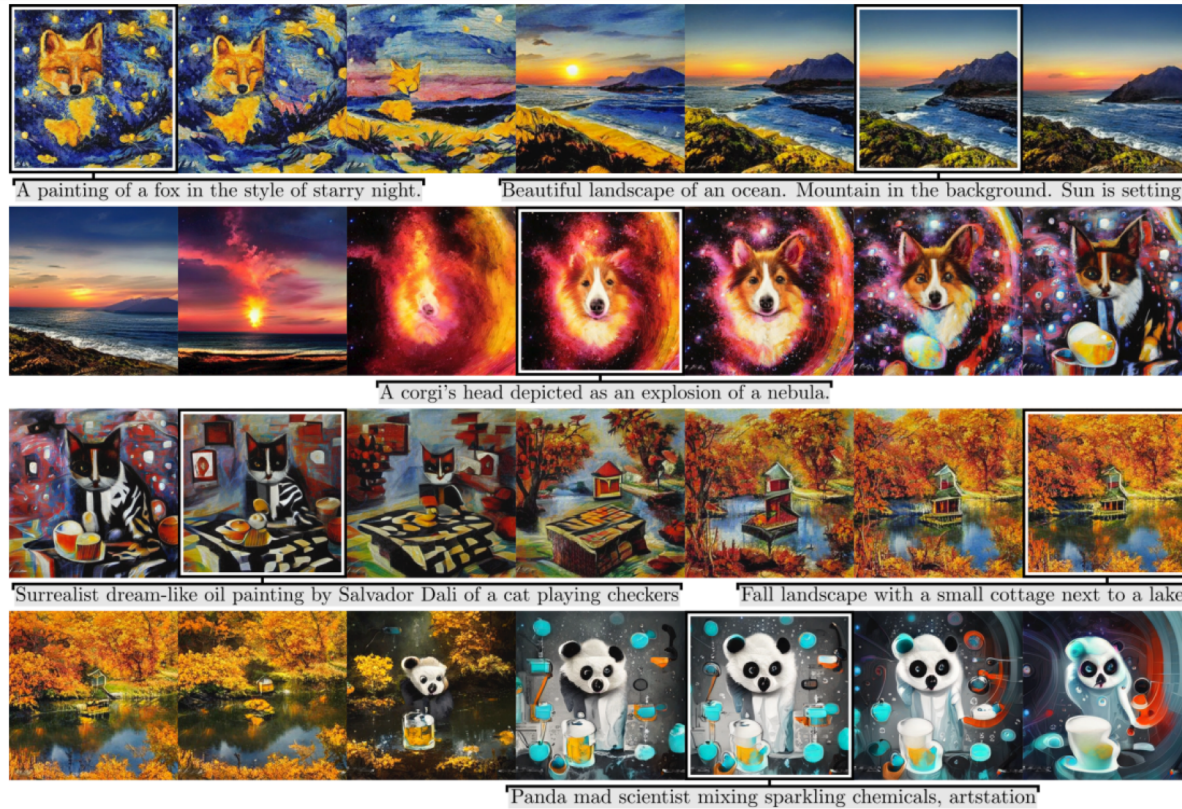 A painting of a fox in the style of starry night.
Beautiful landscape of an ocean. Mountain in the background. Sun is setting
A corgi's head depicted as an explosion of a nebula.
Surrealist dream-like oil painting by Salvador Dali of a cat playing checkers
Fall landscape with a small cottage next to a lake
Panda mad scientist mixing sparkling chemicals, artstation